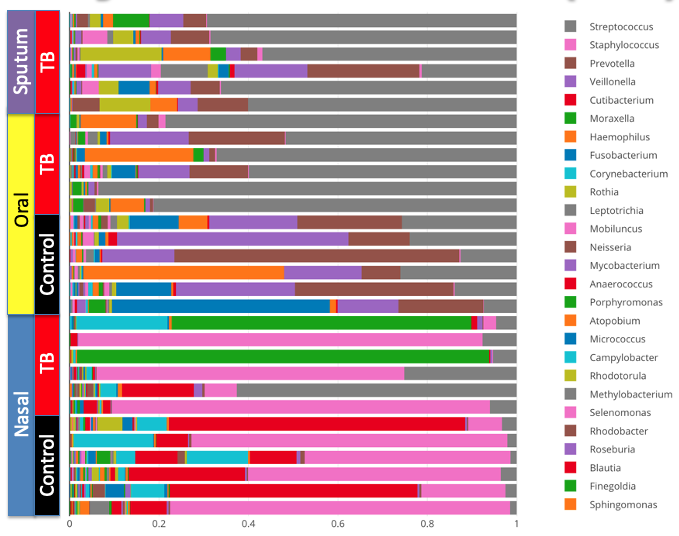 Sputum
TB
Oral
TB
Control
Nasal
TB
Control
0
0.2
0.4
0.6
0.8
1
Streptococcus
Staphylococcus
Prevotella
Veillonella
Cutibacterium
Moraxella
Haemophilus
Fusobacterium
Corynebacterium
Rothia
Leptotrichia
Mobiluncus
Neisseria
Mycobacterium
Anaerococcus
Porphyromonas
Atopobium
Micrococcus
Campylobacter
Rhodotorula
Methylobacterium
Selenomonas
Rhodobacter
Roseburia
Blautia
Finegoldia
Sphingomonas